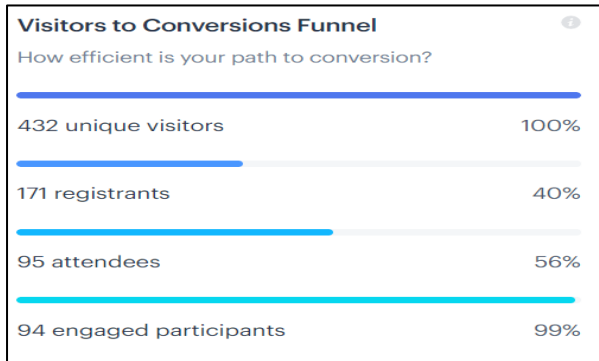 Visitors to Conversions Funnel
How efficient is your path to conversion?
432 unique visitors 100%
171 registrants 40%
95 attendees 56%
94 engaged participants 99%